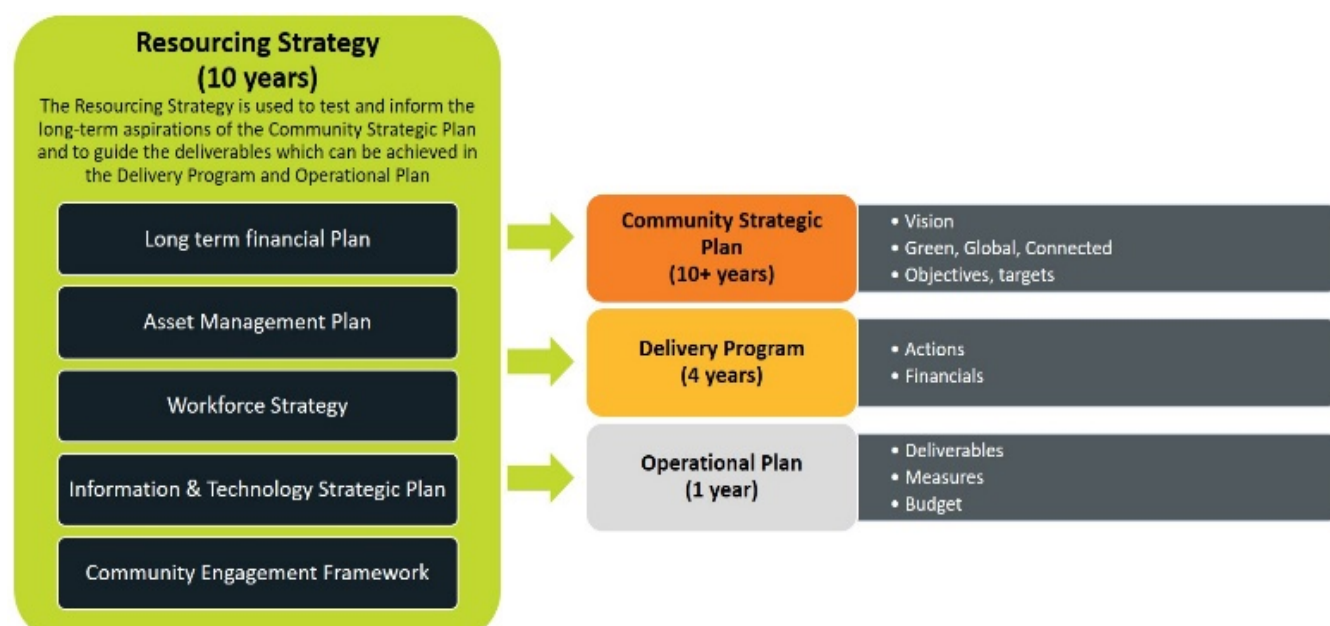 Resourcing Strategy
(10 years)
The Resourcing Strategy is used to test and inform the
long-term aspirations of the Community Strategic Plan
and to guide the deliverables which can be achieved in
the Delivery Program and Operational Plan
Long term financial Plan
Asset Management Plan
Workforce Strategy
Information & Technology Strategic Plan
Community Engagement Framework
Community Strategic
Plan
(10+ years)
• Vision
• Green, Global, Connected
• Objectives, targets
Delivery Program
(4 years)
• Actions
• Financials
Operational Plan
(1 year)
• Deliverables
• Measures
• Budget